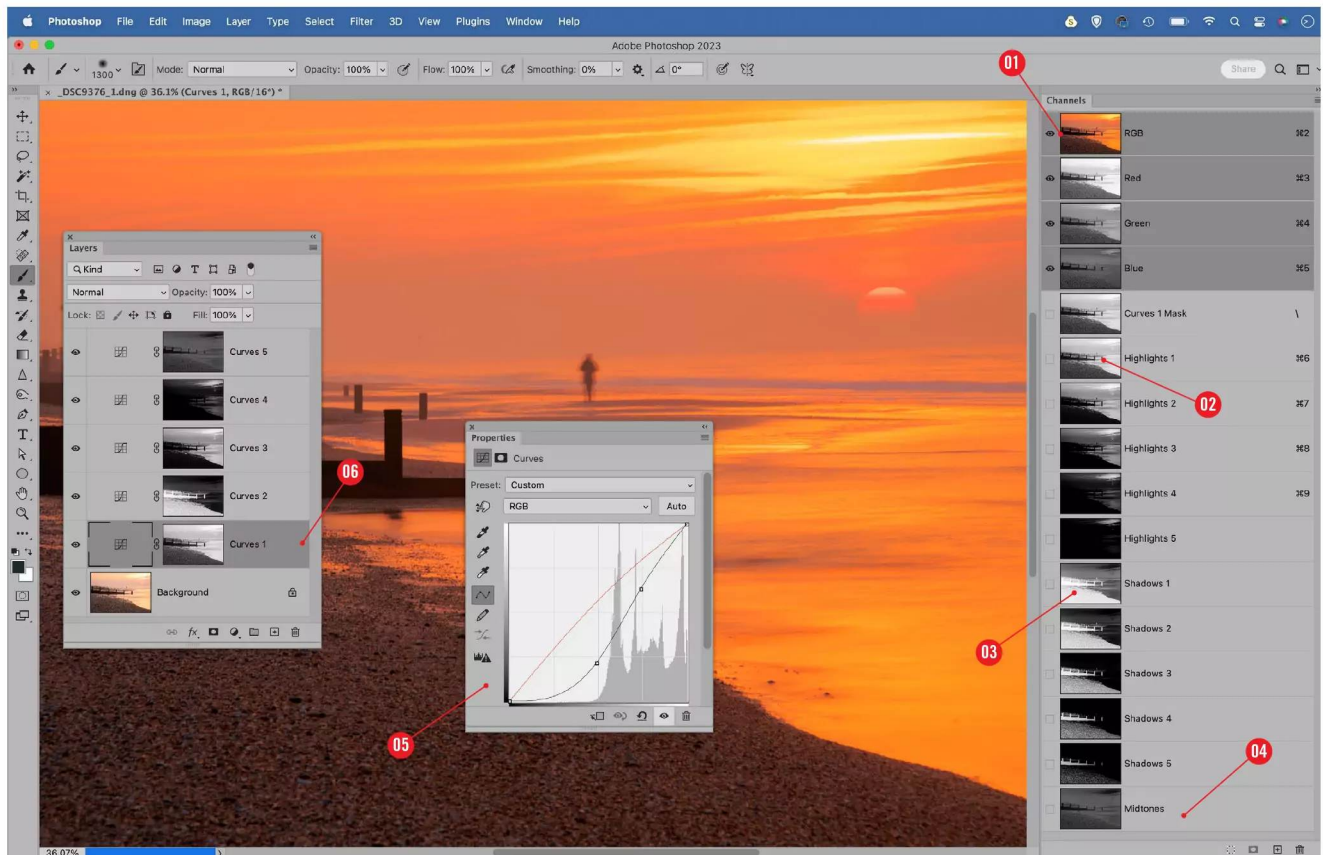 Photoshop File Edit Image Layer Type Select Filter 3D View Plugins Window Help
Adobe Photoshop 2023
1300 Mode: Normal Opacity: 100% Flow: 100% Smoothing: 0% 0° Share
× _DSC9376_1.dng @ 36.1% (Curves 1, RGB/16*) *
01
Channels
RGB ⌘2
Red ⌘3
Green ⌘4
Blue ⌘5
Curves 1 Mask \
Highlights 1 ⌘6
02
Highlights 2 ⌘7
Highlights 3 ⌘8
Highlights 4 ⌘9
Highlights 5
Shadows 1
03
Shadows 2
Shadows 3
Shadows 4
Shadows 5
04
Midtones
Layers
Kind
Normal Opacity: 100%
Lock: Fill: 100%
Curves 5
Curves 4
Curves 3
06
Curves 2
Curves 1
Background
fx
Properties
Curves
Preset: Custom
RGB Auto
05
36.07%